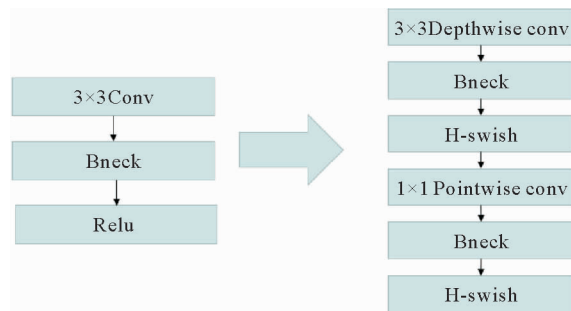 3×3Conv
Bneck
Relu
3×3Depthwise conv
Bneck
H-swish
1×1 Pointwise conv
Bneck
H-swish